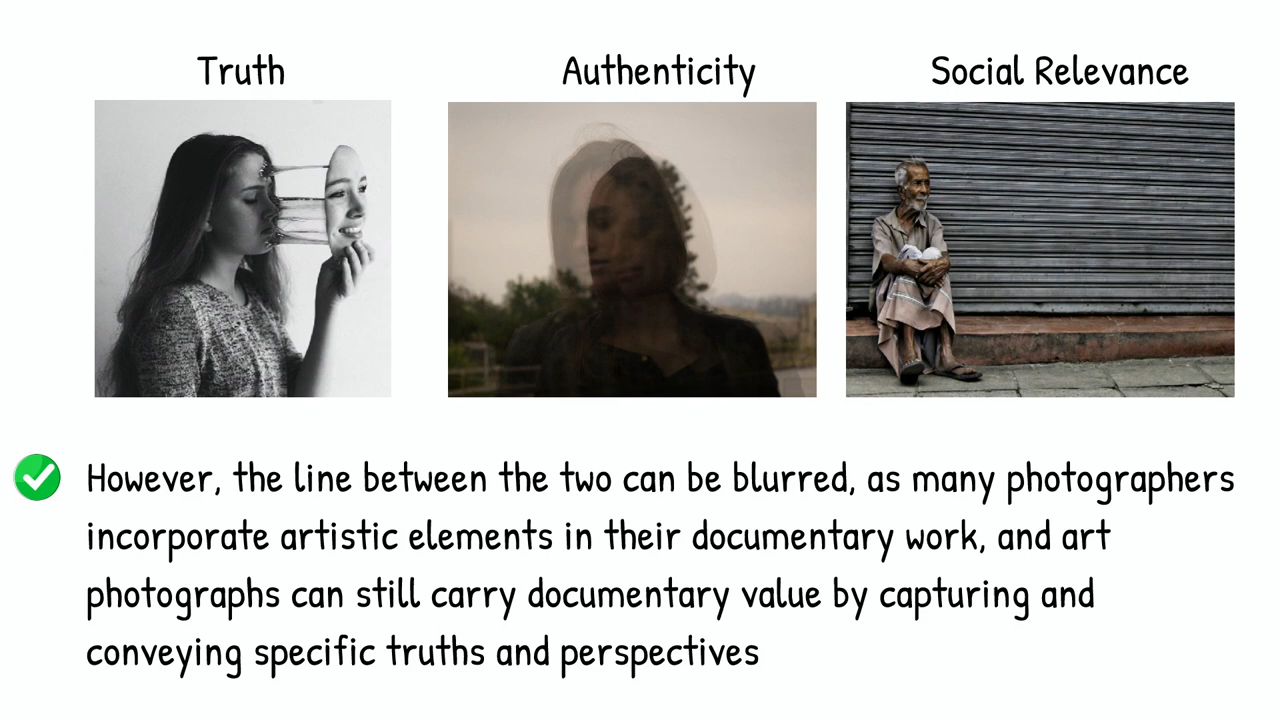 Truth
Authenticity
Social Relevance
However, the line between the two can be blurred, as many photographers
incorporate artistic elements in their documentary work, and art
photographs can still carry documentary value by capturing and
conveying specific truths and perspectives